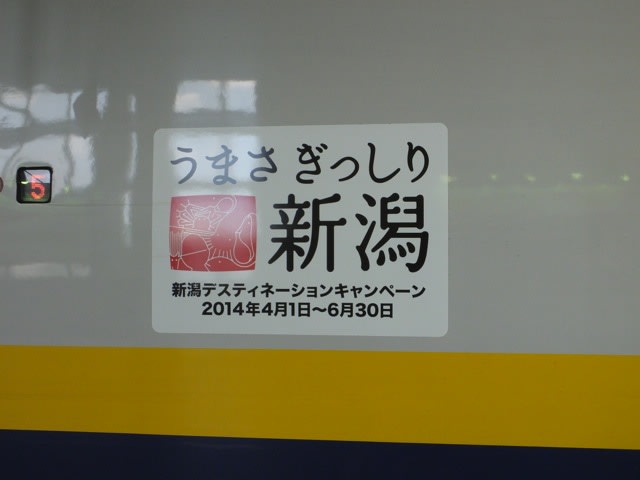 5
うまさ ぎっしり
新潟
新潟デスティネーションキャンペーン
2014年4月1日〜6月30日